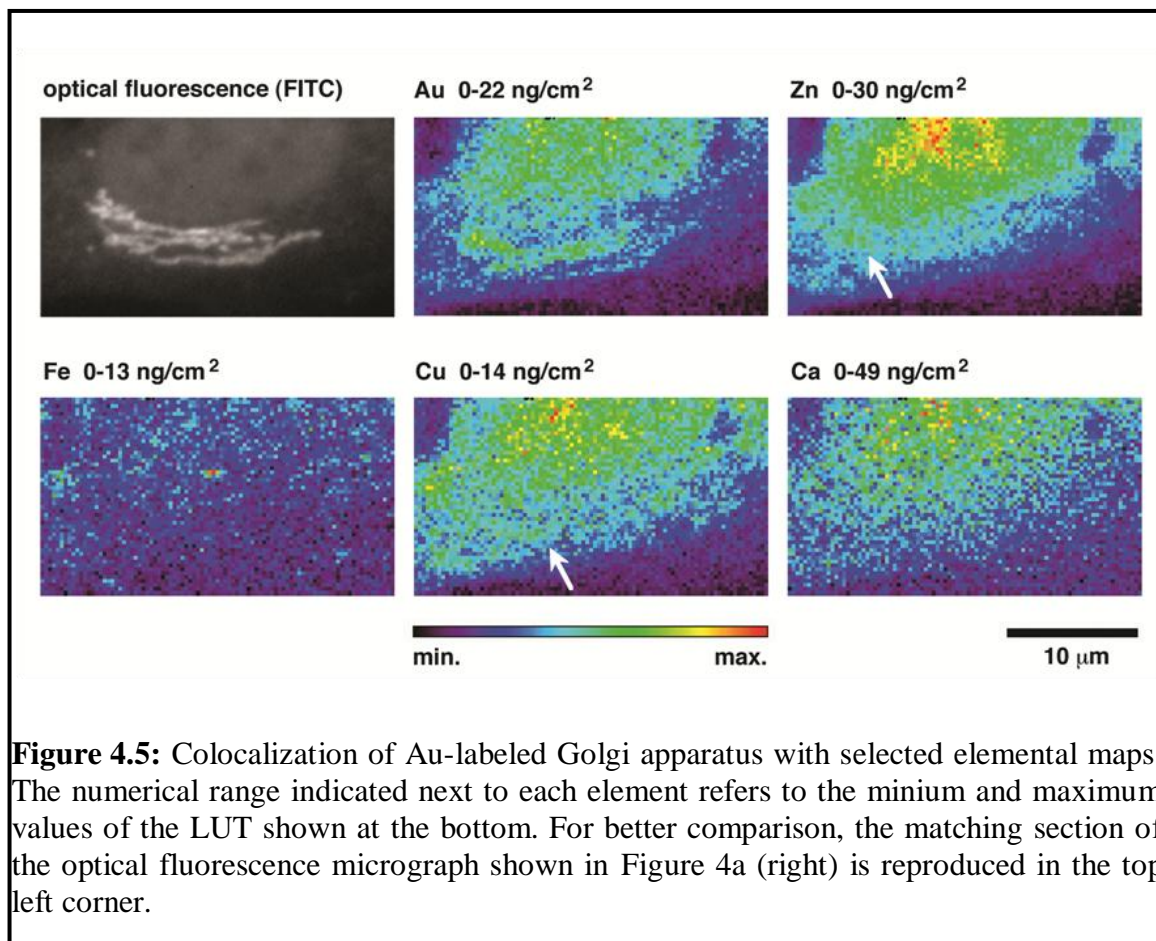 optical fluorescence (FITC)
Au 0-22 ng/cm²
Zn 0-30 ng/cm²
Fe 0-13 ng/cm²
Cu 0-14 ng/cm²
Ca 0-49 ng/cm²
min.
max.
10 μm
Figure 4.5: Colocalization of Au-labeled Golgi apparatus with selected elemental maps
The numerical range indicated next to each element refers to the minium and maximum
values of the LUT shown at the bottom. For better comparison, the matching section of
the optical fluorescence micrograph shown in Figure 4a (right) is reproduced in the top
left corner.